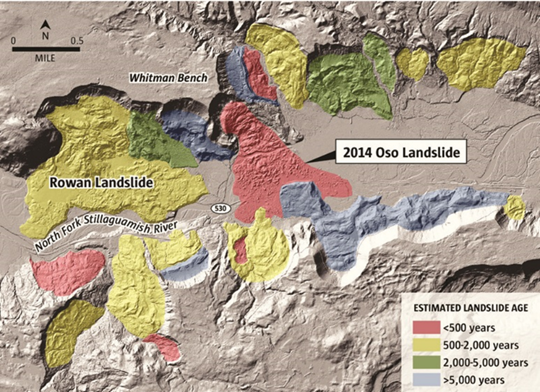 N
0 0.5
MILE
Whitman Bench
2014 Oso Landslide
Rowan Landslide
530
North Fork Stillaguamish River
ESTIMATED LANDSLIDE AGE
<500 years
500-2,000 years
2,000-5,000 years
>5,000 years